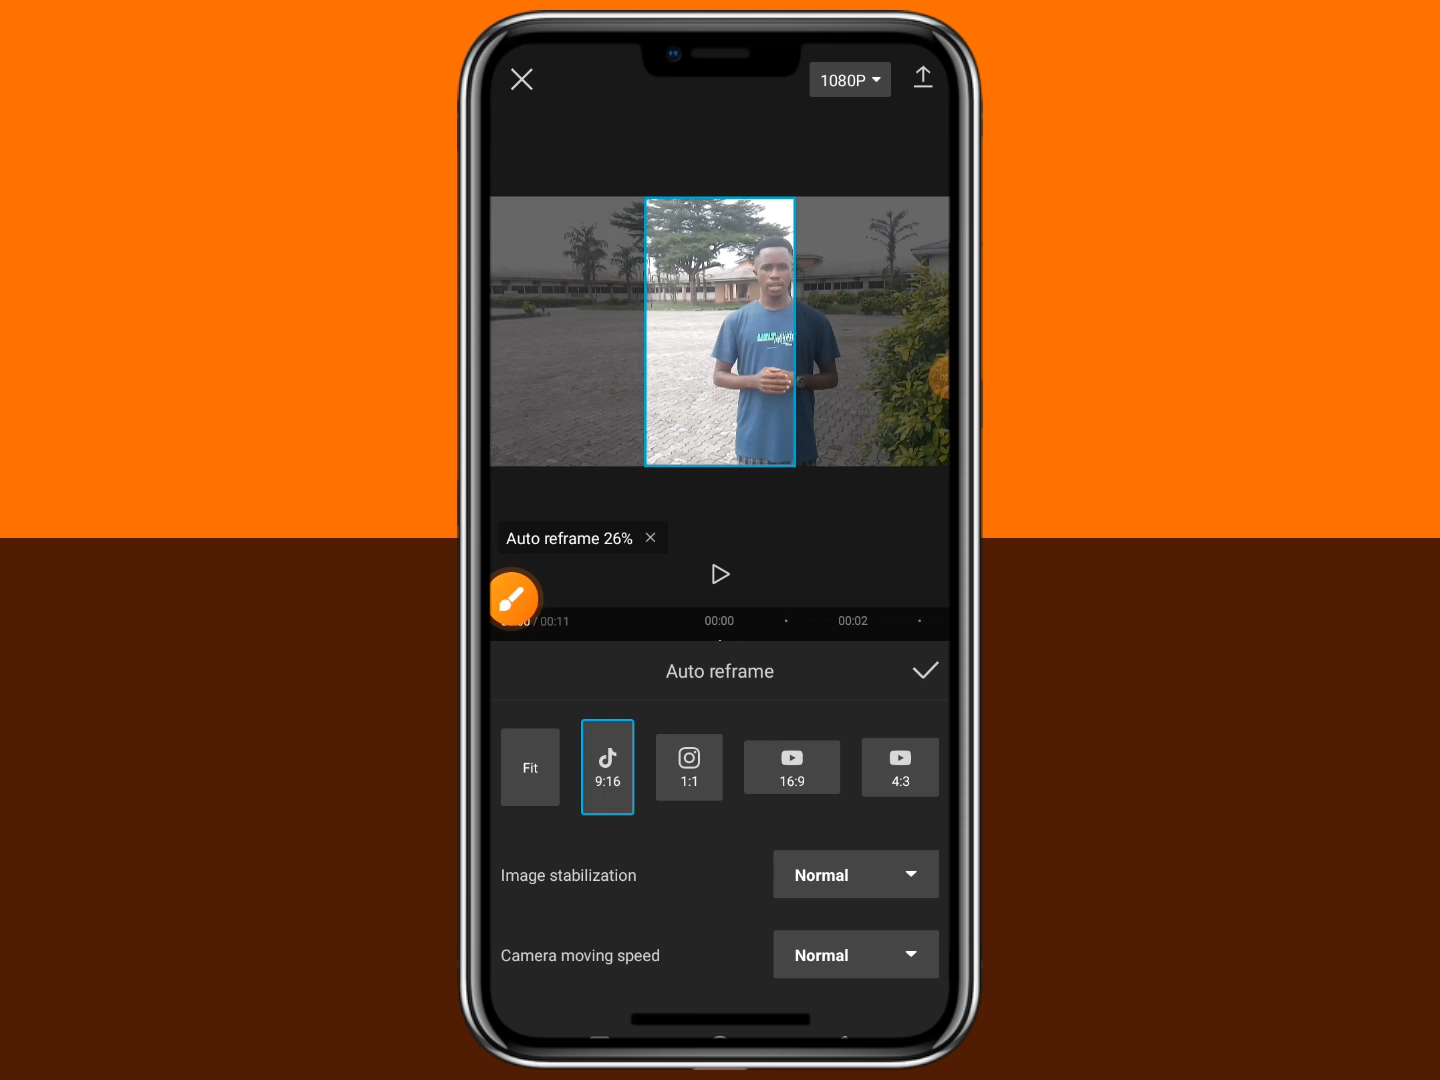 1080P
Auto reframe 26%
/ 00:11
00:00
00:02
Auto reframe
Fit
9:16
1:1
16:9
4:3
Image stabilization
Normal
Camera moving speed
Normal